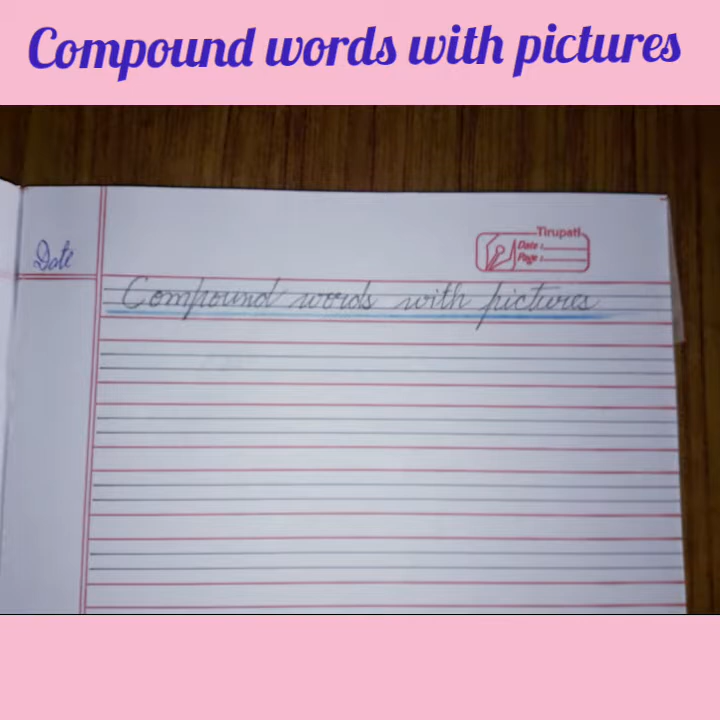 Compound words with pictures
Tirupati
Date :
Page :
Date
Compound words with pictures